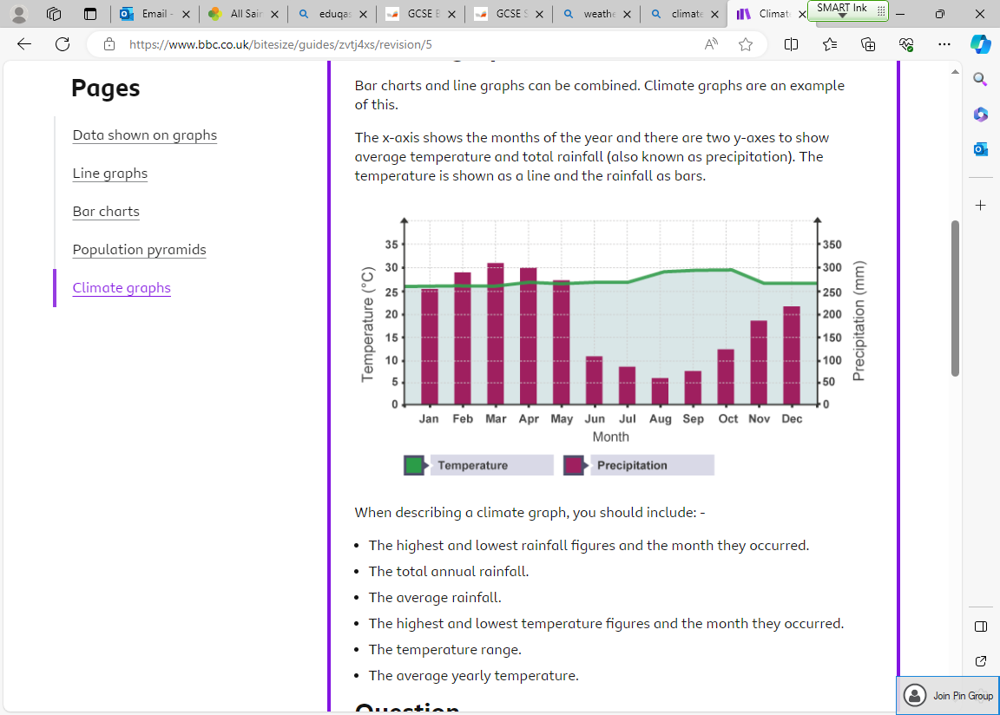 Email -
All Sain
eduqas
GCSE E
GCSE S
weathe
climate
Climat
SMART Ink
https://www.bbc.co.uk/bitesize/guides/zvtj4xs/revision/5
Pages
Data shown on graphs
Line graphs
Bar charts
Population pyramids
Climate graphs
Bar charts and line graphs can be combined. Climate graphs are an example
of this.
The x-axis shows the months of the year and there are two y-axes to show
average temperature and total rainfall (also known as precipitation). The
temperature is shown as a line and the rainfall as bars.
35 350
30 300
25 250
20 200
15 150
10 100
5 50
0 0
Temperature (°C)
Precipitation (mm)
Jan Feb Mar Apr May Jun Jul Aug Sep Oct Nov Dec
Month
Temperature Precipitation
When describing a climate graph, you should include: -
• The highest and lowest rainfall figures and the month they occurred.
• The total annual rainfall.
• The average rainfall.
• The highest and lowest temperature figures and the month they occurred.
• The temperature range.
• The average yearly temperature.
Question
Join Pin Group